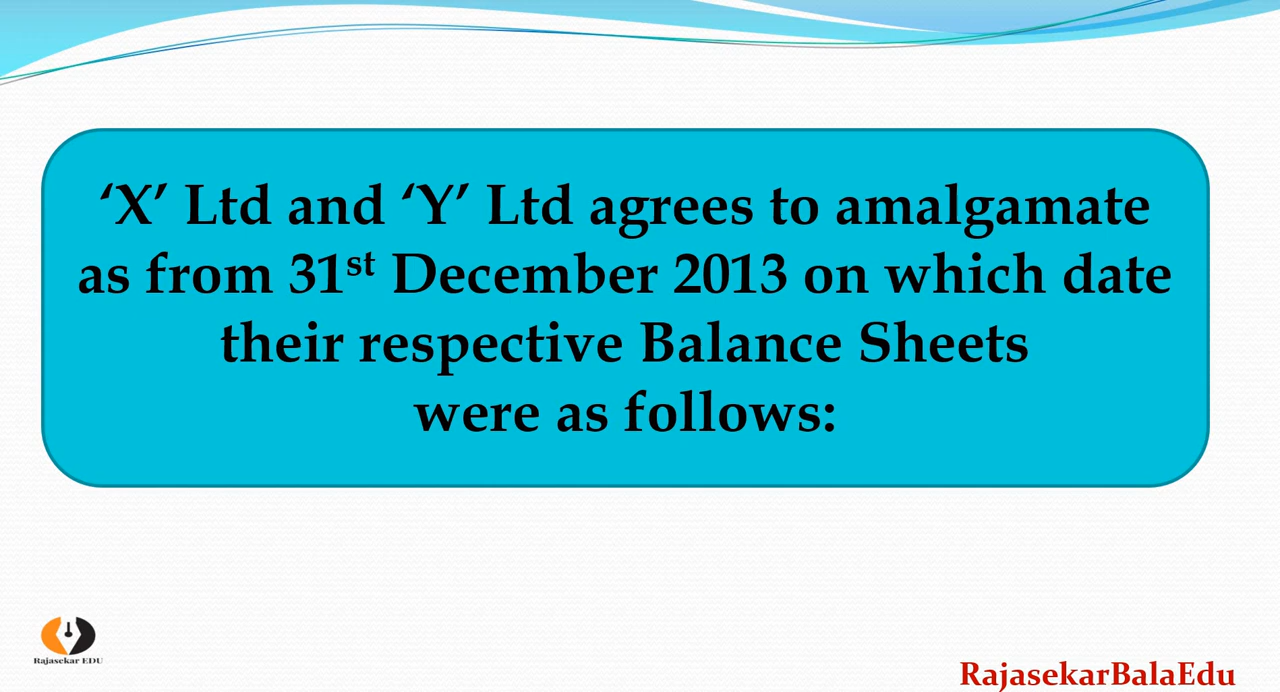 ‘X’ Ltd and ‘Y’ Ltd agrees to amalgamate
as from 31st December 2013 on which date
their respective Balance Sheets
were as follows:
Rajasekar EDU
RajasekarBalaEdu